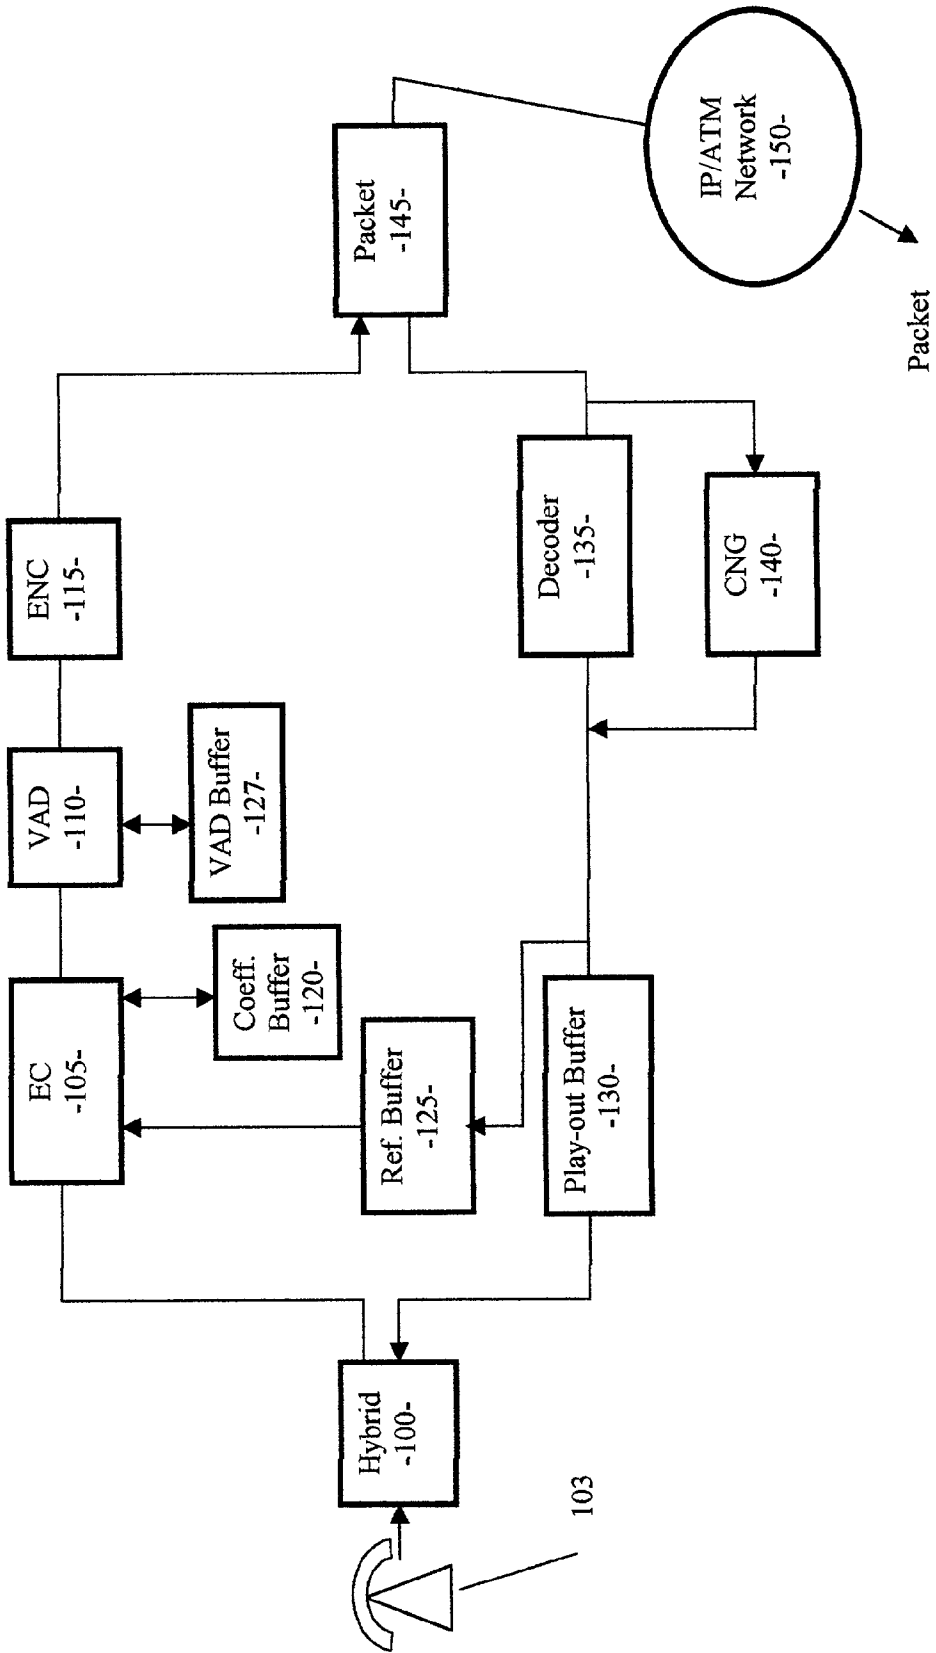 103
Hybrid
-100-
EC
-105-
VAD
-110-
ENC
-115-
Coeff.
Buffer
-120-
VAD Buffer
-127-
Ref. Buffer
-125-
Play-out Buffer
-130-
Decoder
-135-
CNG
-140-
Packet
-145-
IP/ATM
Network
-150-
Packet